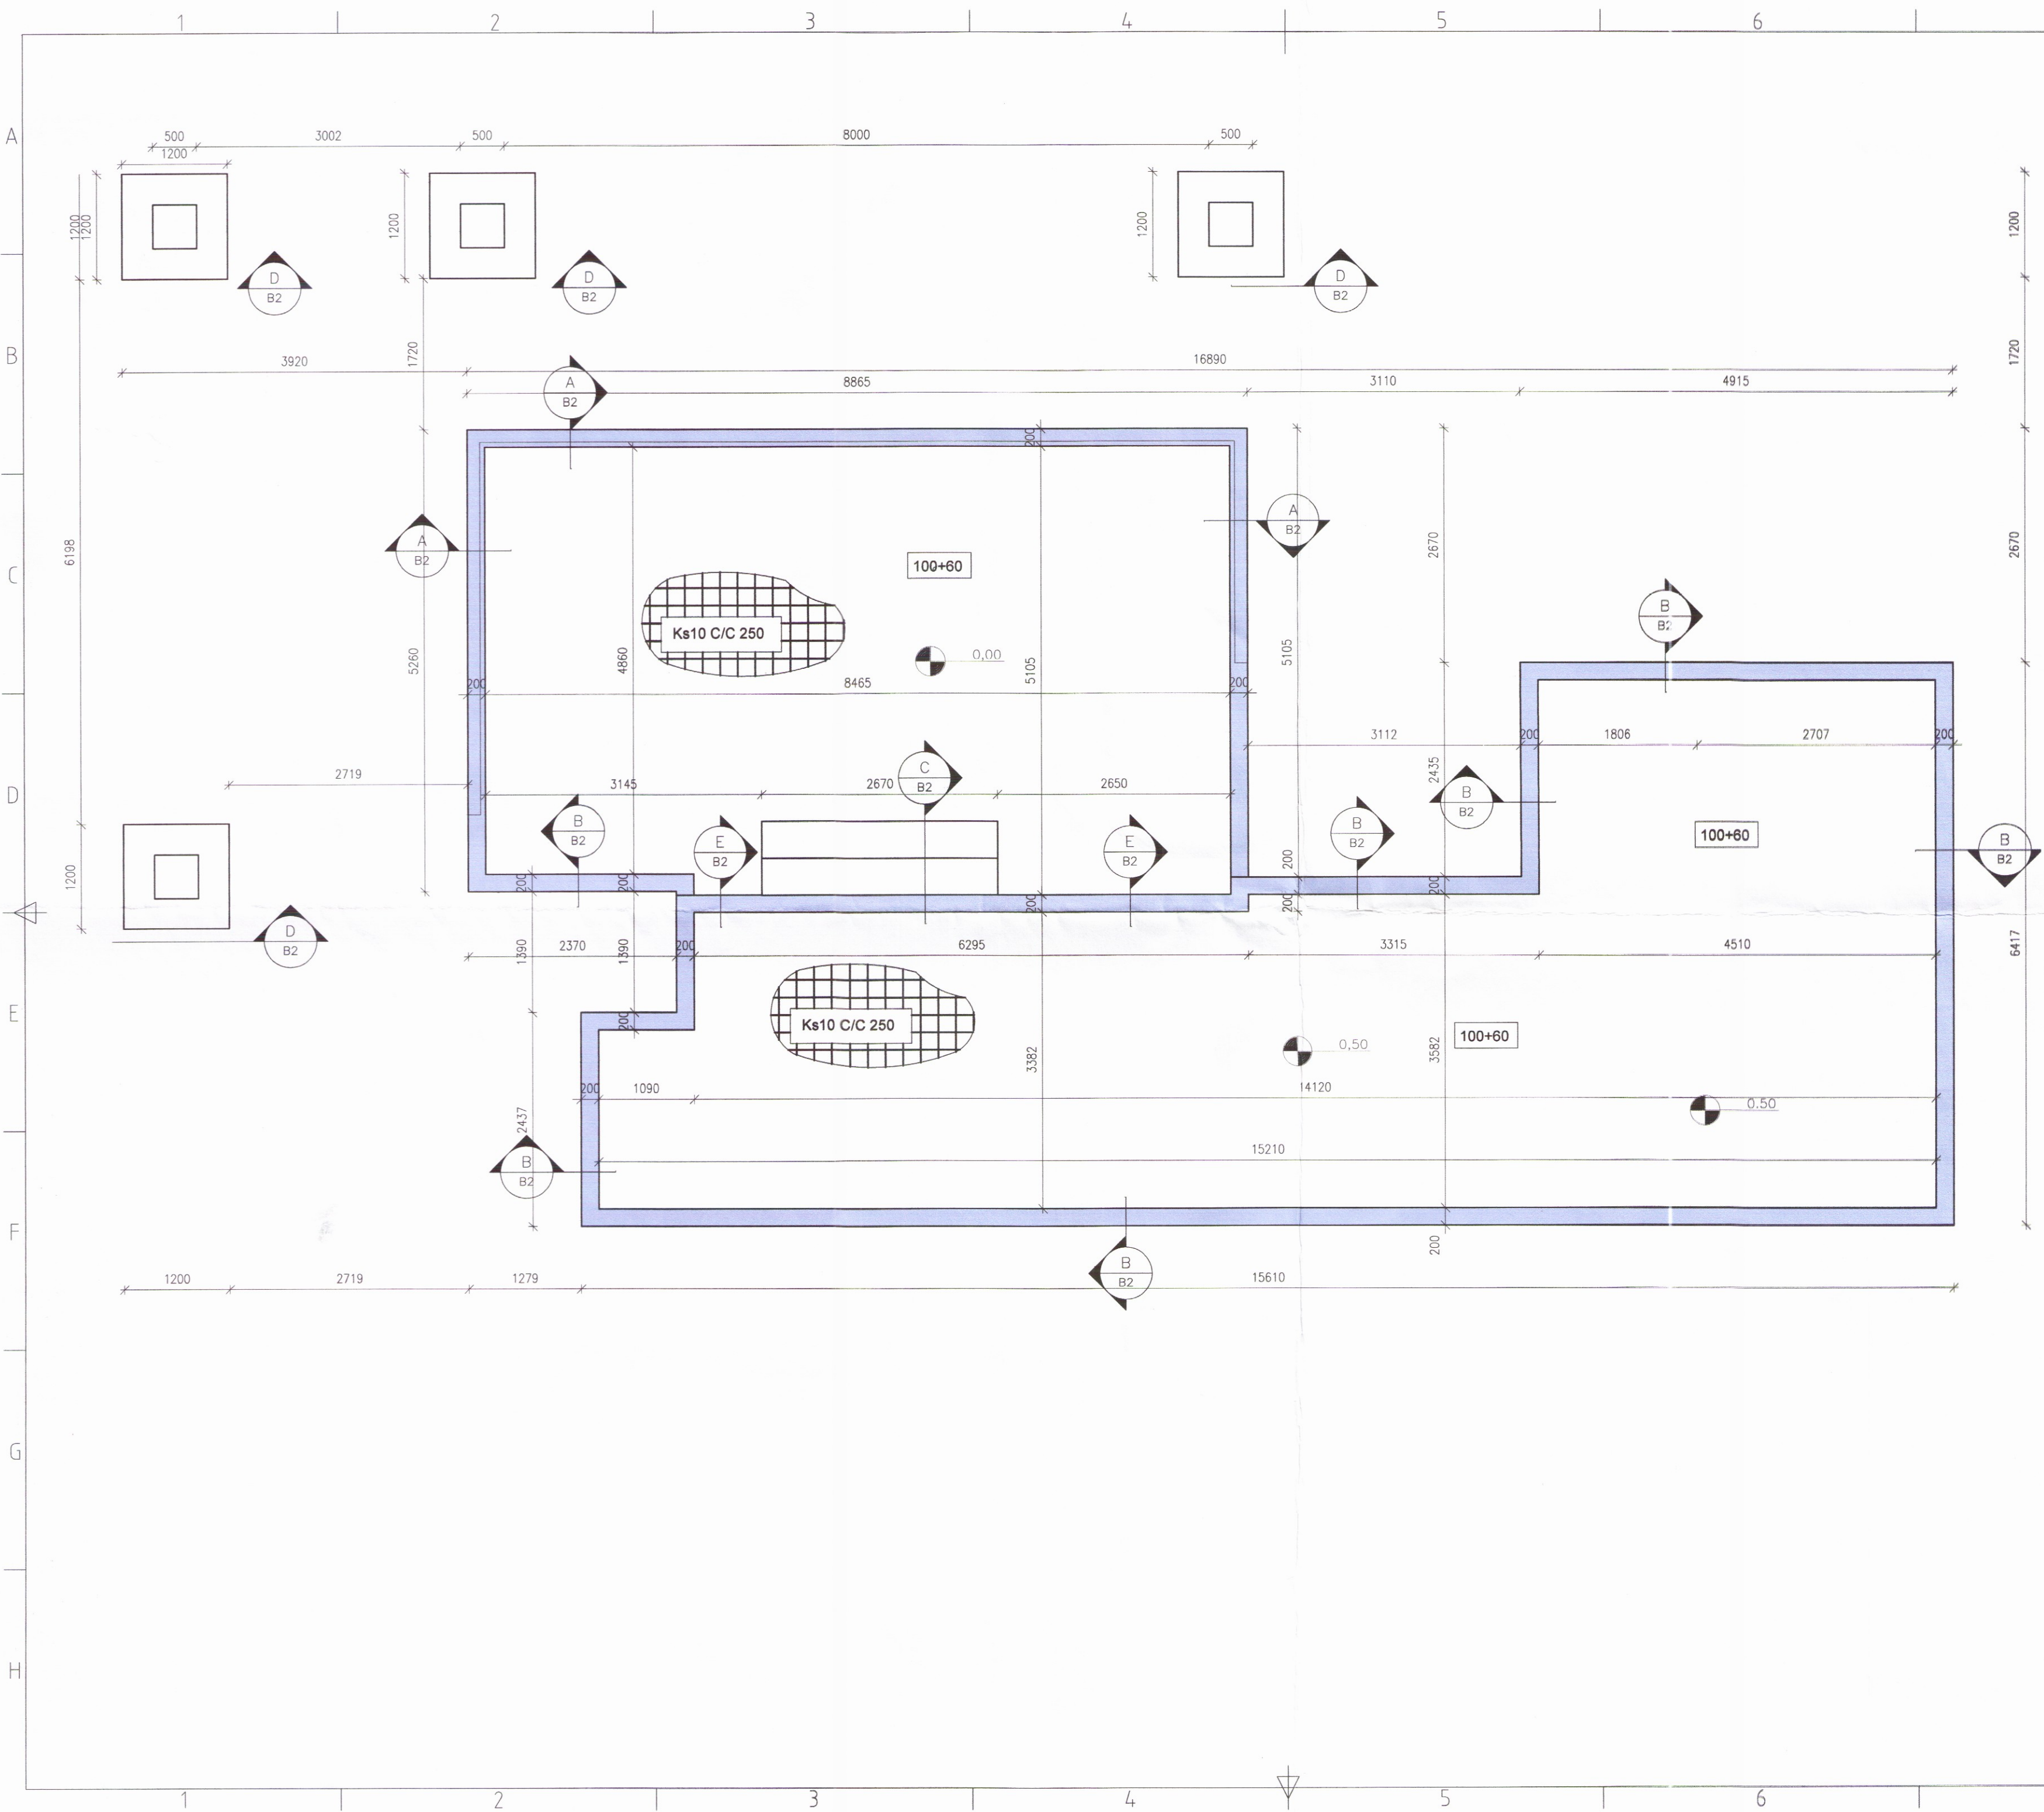 1 2 3 4 5 6
A
500 3002 500 8000 500
1200
1200 1200 1200 1200 1200
D D D
B2 B2 B2
B
1720 1720
3920 16890
8865 3110 4915
A
B2
200
A
B2
A
B2
6198
C
2670 2670
100+60
Ks10 C/C 250
B
B2
5260 4860 5105 5105
0,00
200 8465 200
3112 200 1806 2707 200
2435
C
B2
D
2719
3145 2670 2650
B
B2
E
B2
E
B2
B
B2
B
B2
100+60
B
B2
1200
200 200 200 200 200 200
D
B2
1390 2370 1390 200 6295 3315 4510
6417
E
200
Ks10 C/C 250
100+60
0,50
3382 3582
200 1090 14120
0.50
2437
15210
B
B2
F
200
B
B2
1200 2719 1279 15610
G
H
1 2 3 4 5 6